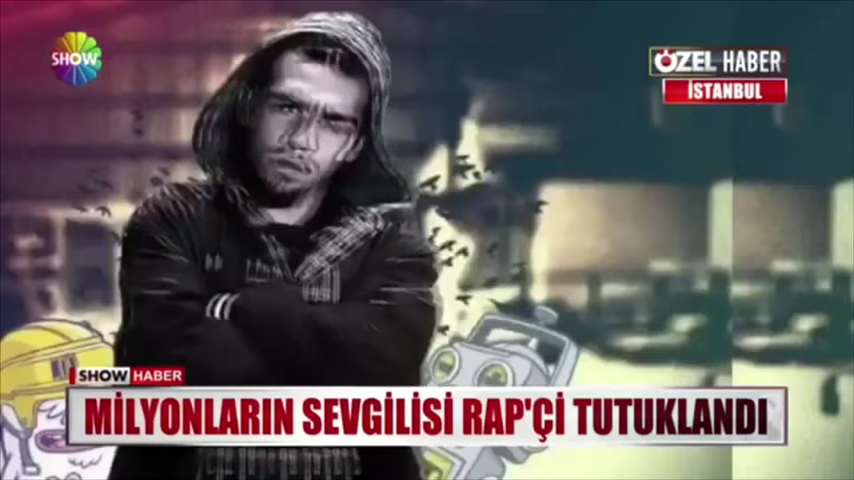 SHOW
ÖZEL HABER
İSTANBUL
SHOW HABER
MİLYONLARIN SEVGİLİSİ RAP'Çİ TUTUKLANDI